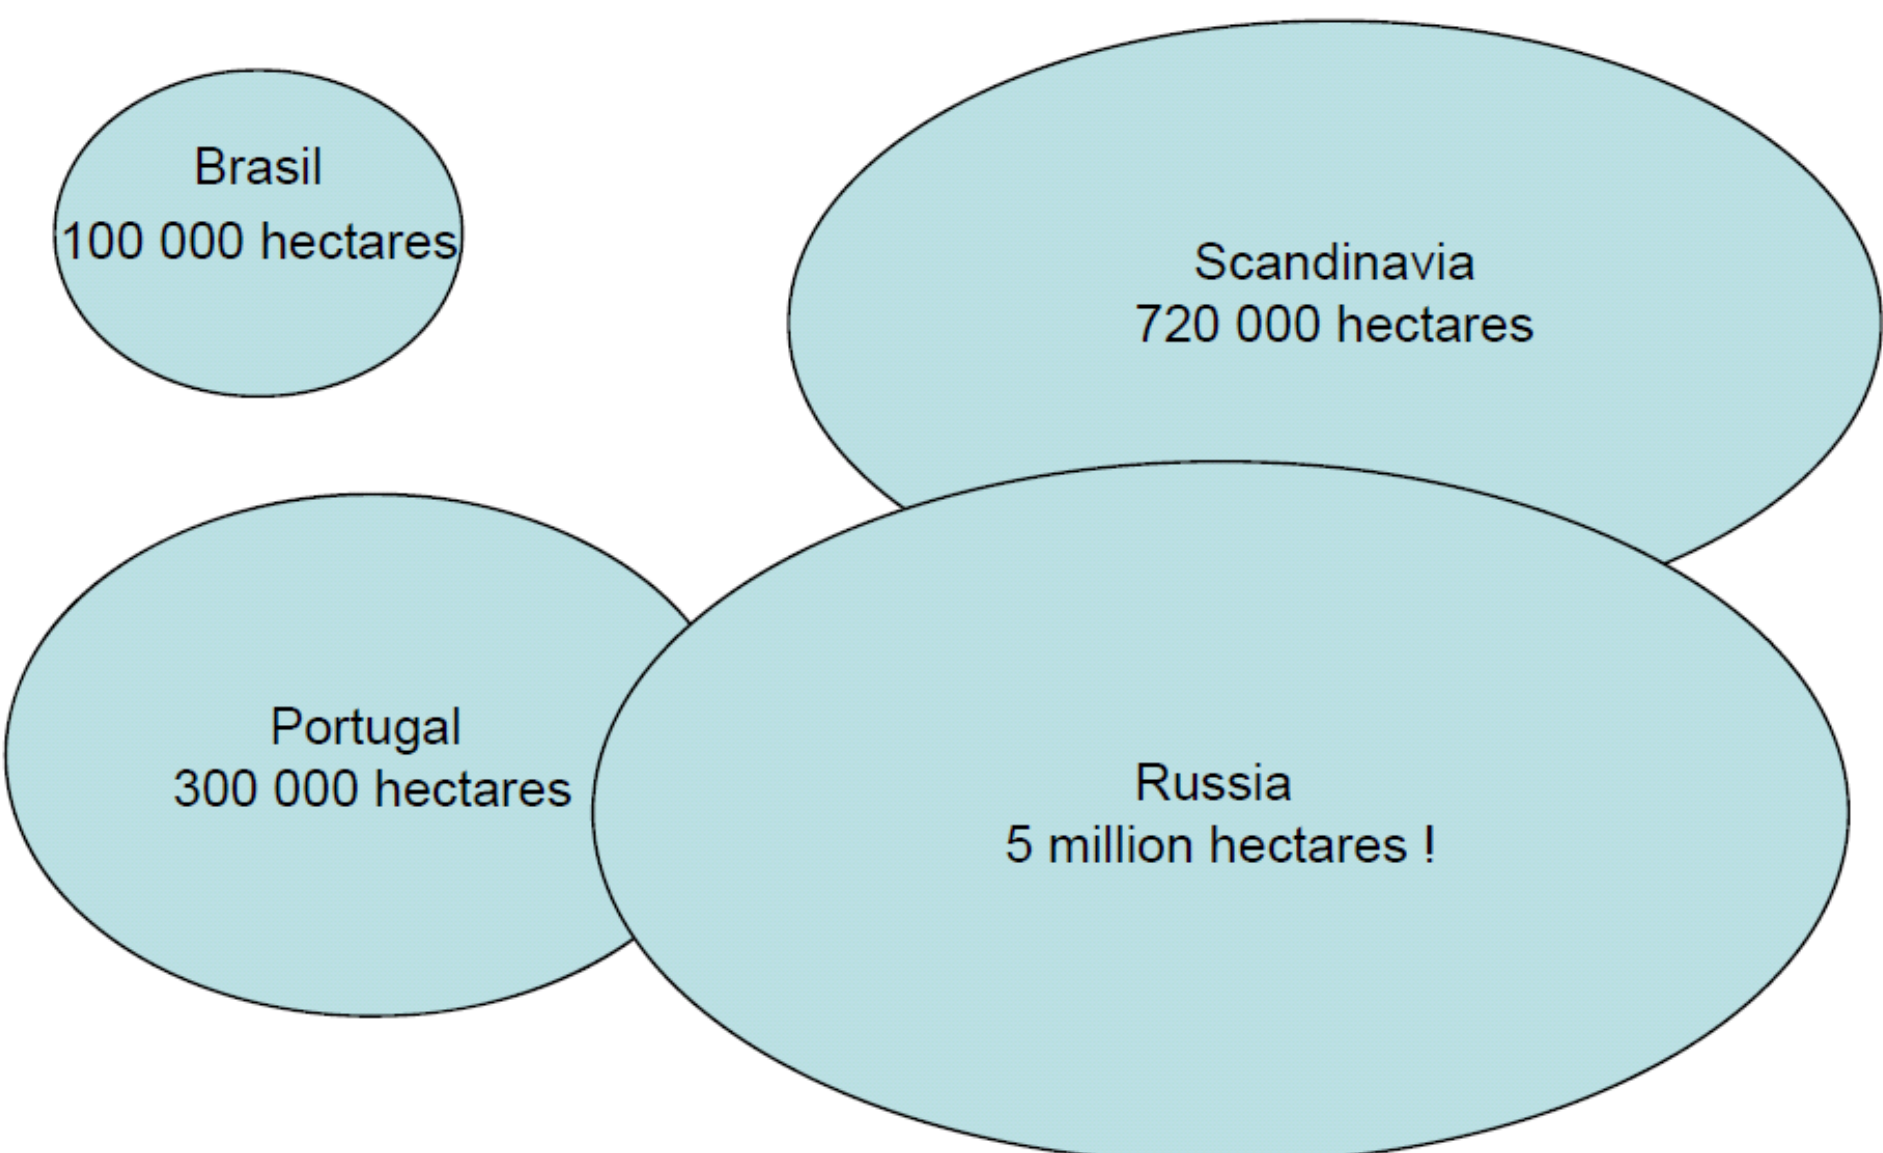 Brasil
100 000 hectares
Scandinavia
720 000 hectares
Portugal
300 000 hectares
Russia
5 million hectares !